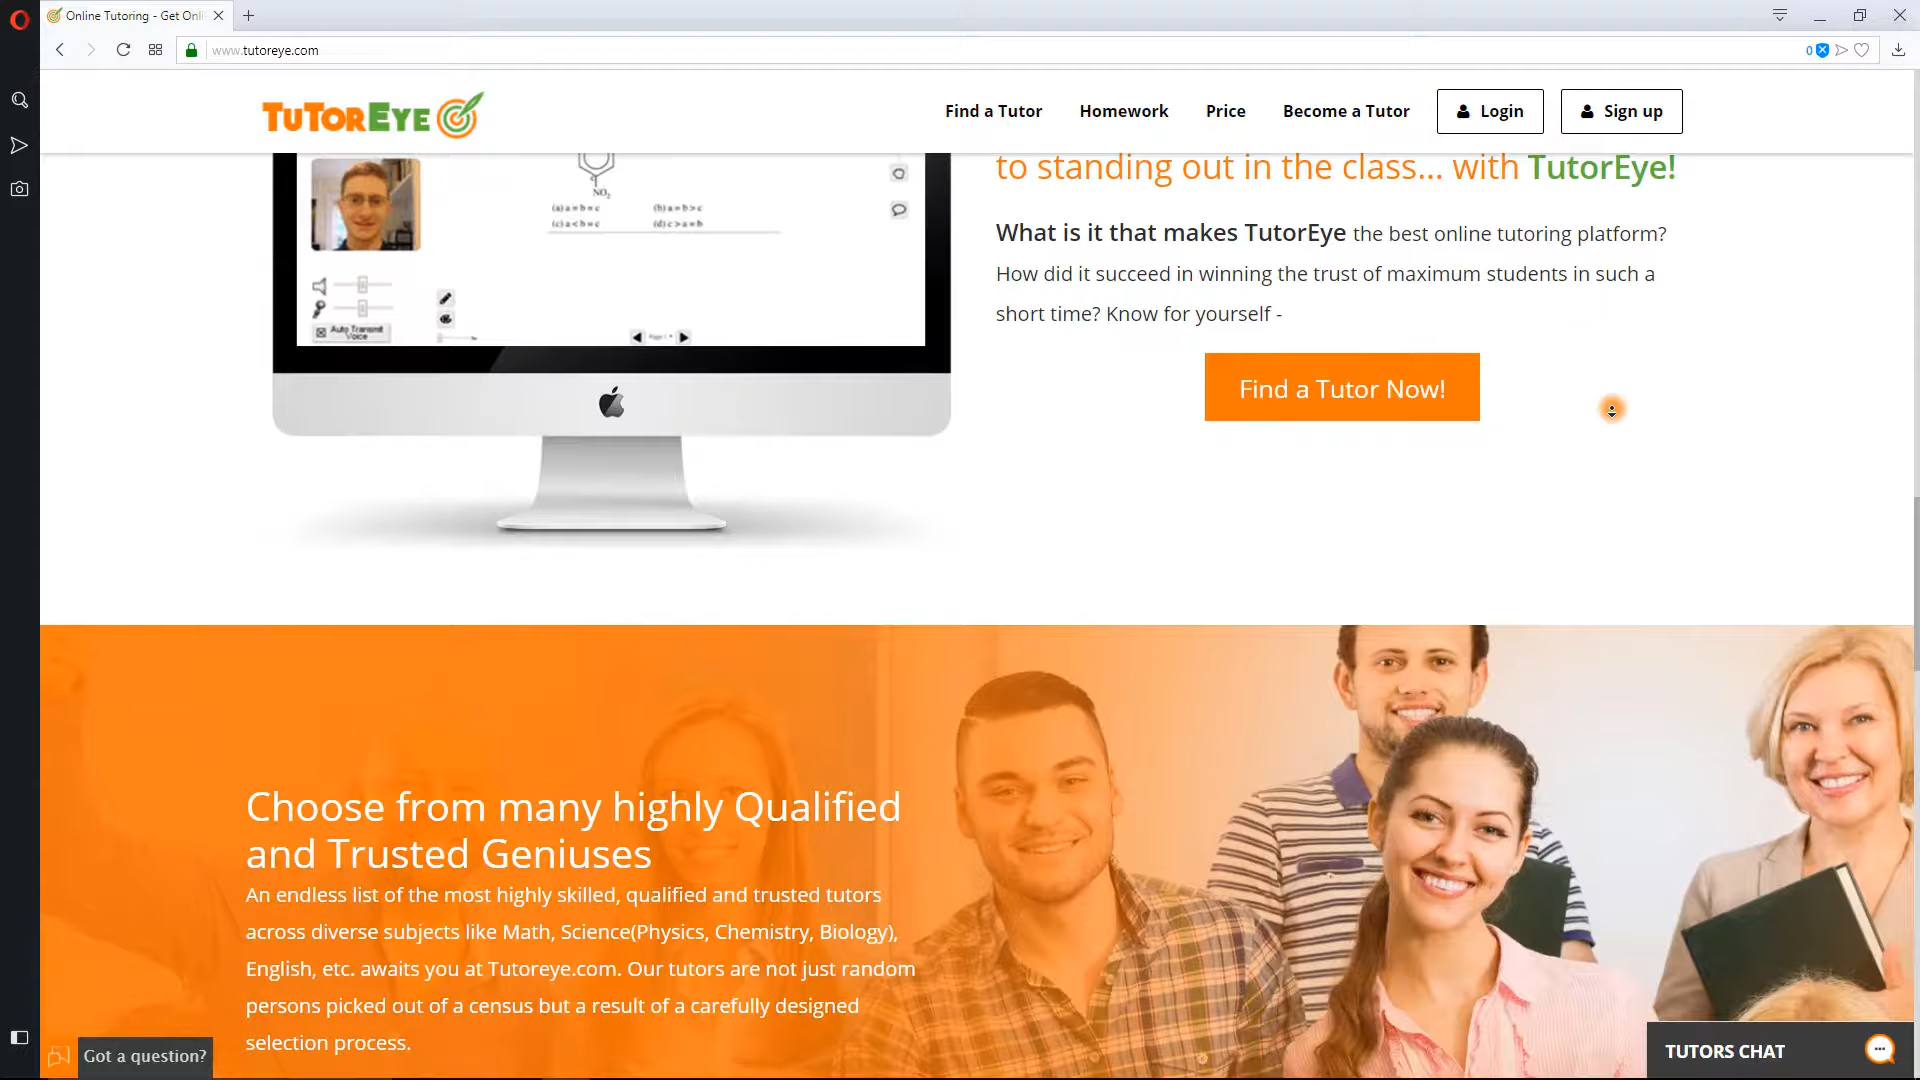 Online Tutoring - Get Onli
www.tutoreye.com
0
TUTOREYE
Find a Tutor
Homework
Price
Become a Tutor
Login
Sign up
NO₂
(a) a = b = c
(b) a = b > c
(c) a < b = c
(d) c > a = b
Auto Transmit
Voice
to standing out in the class... with TutorEye!
What is it that makes TutorEye the best online tutoring platform?
How did it succeed in winning the trust of maximum students in such a
short time? Know for yourself -
Find a Tutor Now!
Choose from many highly Qualified
and Trusted Geniuses
An endless list of the most highly skilled, qualified and trusted tutors
across diverse subjects like Math, Science(Physics, Chemistry, Biology),
English, etc. awaits you at Tutoreye.com. Our tutors are not just random
persons picked out of a census but a result of a carefully designed
selection process.
Got a question?
TUTORS CHAT